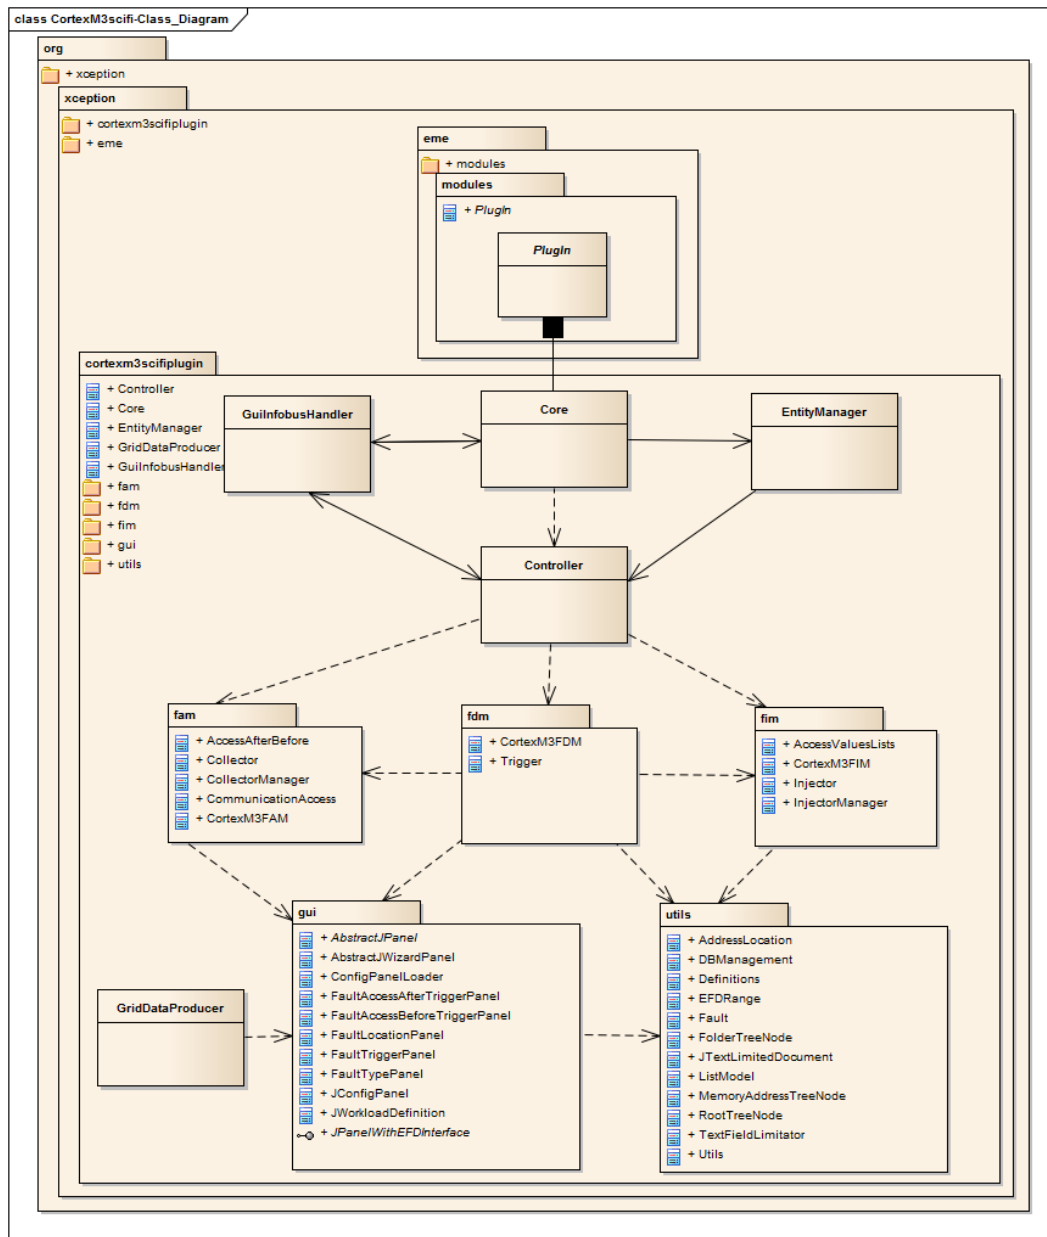 class CortexM3scifi-Class_Diagram
org
+ xception
xception
+ cortexm3scifiplugin
+ eme
eme
+ modules
modules
+ PlugIn
PlugIn
cortexm3scifiplugin
+ Controller
+ Core
+ EntityManager
+ GridDataProducer
+ GuiInfobusHandler
+ fam
+ fdm
+ fim
+ gui
+ utils
GuiInfobusHandler
Core
EntityManager
Controller
fam
+ AccessAfterBefore
+ Collector
+ CollectorManager
+ CommunicationAccess
+ CortexM3FAM
fdm
+ CortexM3FDM
+ Trigger
fim
+ AccessValuesLists
+ CortexM3FIM
+ Injector
+ InjectorManager
GridDataProducer
gui
+ AbstractJPanel
+ AbstractJWizardPanel
+ ConfigPanelLoader
+ FaultAccessAfterTriggerPanel
+ FaultAccessBeforeTriggerPanel
+ FaultLocationPanel
+ FaultTriggerPanel
+ FaultTypePanel
+ JConfigPanel
+ JWorkloadDefinition
+ JPanelWithEFDInterface
utils
+ AddressLocation
+ DBManagement
+ Definitions
+ EFDRange
+ Fault
+ FolderTreeNode
+ JTextLimitedDocument
+ ListModel
+ MemoryAddressTreeNode
+ RootTreeNode
+ TextFieldLimitator
+ Utils